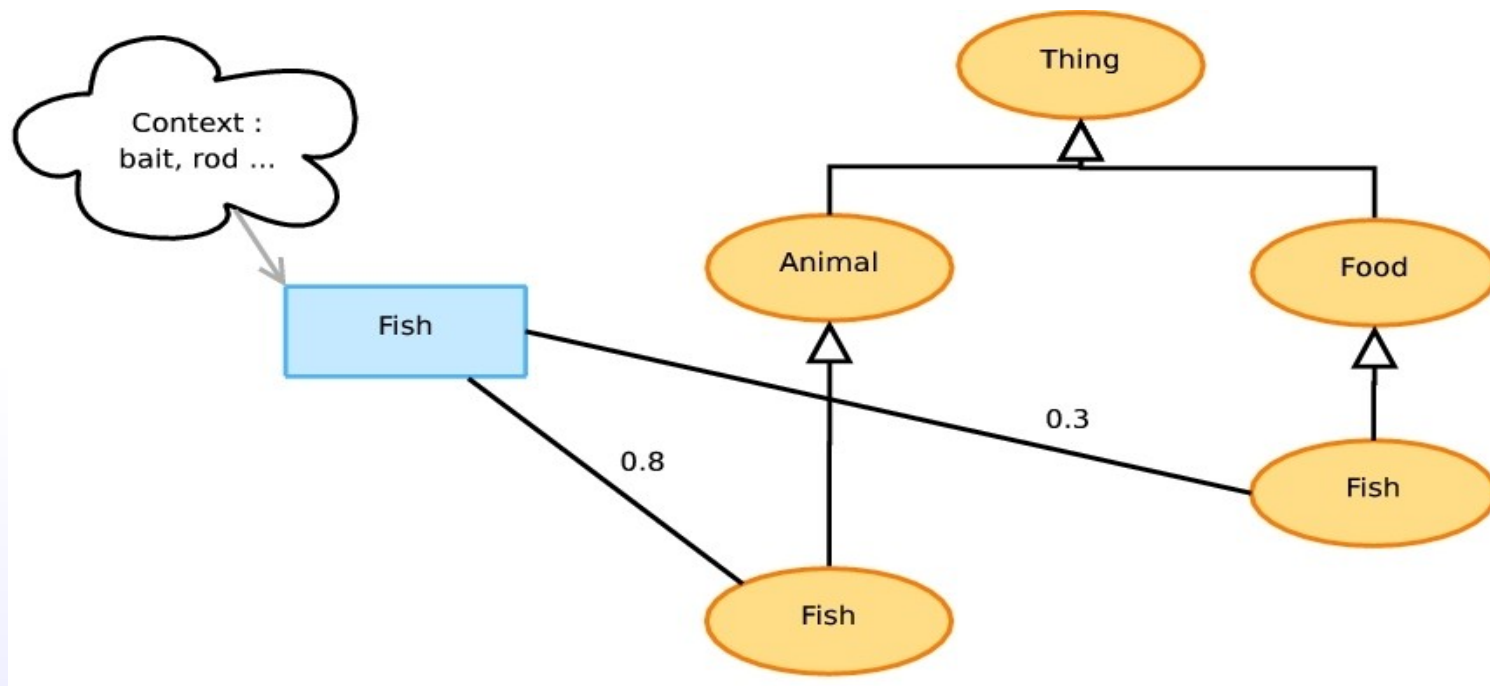 Thing
Context :
bait, rod ...
Animal
Food
Fish
0.3
0.8
Fish
Fish